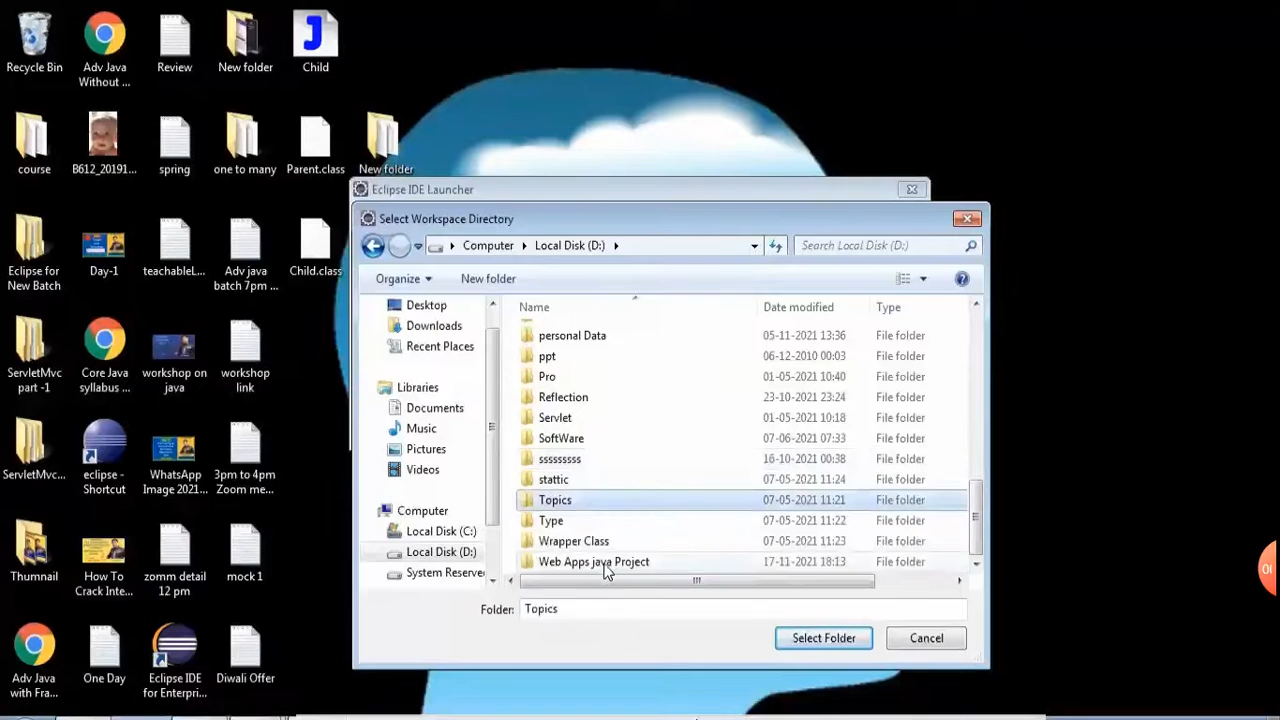 Recycle Bin
Adv Java
Without ...
Review
New folder
Child
course
B612_20191...
spring
one to many
Parent.class
New folder
Eclipse for
New Batch
Day-1
teachableL...
Adv java
batch 7pm ...
Child.class
ServletMvc
part -1
Core Java
syllabus ...
workshop on
java
workshop
link
ServletMvc...
eclipse -
Shortcut
WhatsApp
Image 2021...
3pm to 4pm
Zoom me...
Thumnail
How To
Crack Inte...
zomm detail
12 pm
mock 1
Adv Java
with Fra...
One Day
Eclipse IDE
for Enterpri...
Diwali Offer
Eclipse IDE Launcher
Select Workspace Directory
Computer
Local Disk (D:)
Search Local Disk (D:)
Organize
New folder
Desktop
Downloads
Recent Places
Libraries
Documents
Music
Pictures
Videos
Computer
Local Disk (C:)
Local Disk (D:)
System Reserve
Name Date modified Type
personal Data 05-11-2021 13:36 File folder
ppt 06-12-2010 00:03 File folder
Pro 01-05-2021 10:40 File folder
Reflection 23-10-2021 23:24 File folder
Servlet 01-05-2021 10:18 File folder
SoftWare 07-06-2021 07:33 File folder
sssssssss 16-10-2021 00:38 File folder
stattic 07-05-2021 11:24 File folder
Topics 07-05-2021 11:21 File folder
Type 07-05-2021 11:22 File folder
Wrapper Class 07-05-2021 11:23 File folder
Web Apps java Project 17-11-2021 18:13 File folder
Folder: Topics
Select Folder
Cancel